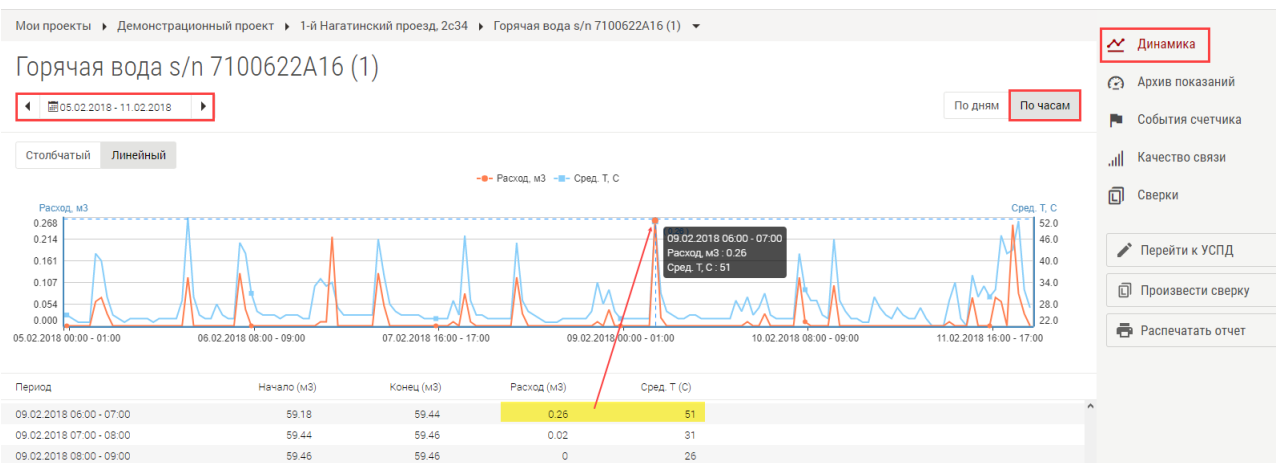 Мои проекты Демонстрационный проект 1-й Нагатинский проезд, 2с34 Горячая вода s/n 7100622А16 (1)
Горячая вода s/n 7100622А16 (1)
05.02.2018 - 11.02.2018
По дням По часам
Столбчатый Линейный
Расход, м3 Сред. Т, С
Расход, м3 Сред. Т, С
0.268 52.0
0.214 46.0
0.161 40.0
0.107 34.0
0.054 28.0
0.000 22.0
09.02.2018 06:00 - 07:00
Расход, м3 : 0.26
Сред. Т, С : 51
05.02.2018 00:00 - 01:00 06.02.2018 08:00 - 09:00 07.02.2018 16:00 - 17:00 09.02.2018 00:00 - 01:00 10.02.2018 08:00 - 09:00 11.02.2018 16:00 - 17:00
Период Начало (м3) Конец (м3) Расход (м3) Сред. Т (С)
09.02.2018 06:00 - 07:00 59.18 59.44 0.26 51
09.02.2018 07:00 - 08:00 59.44 59.46 0.02 31
09.02.2018 08:00 - 09:00 59.46 59.46 0 26
Динамика
Архив показаний
События счетчика
Качество связи
Сверки
Перейти к УСПД
Произвести сверку
Распечатать отчет